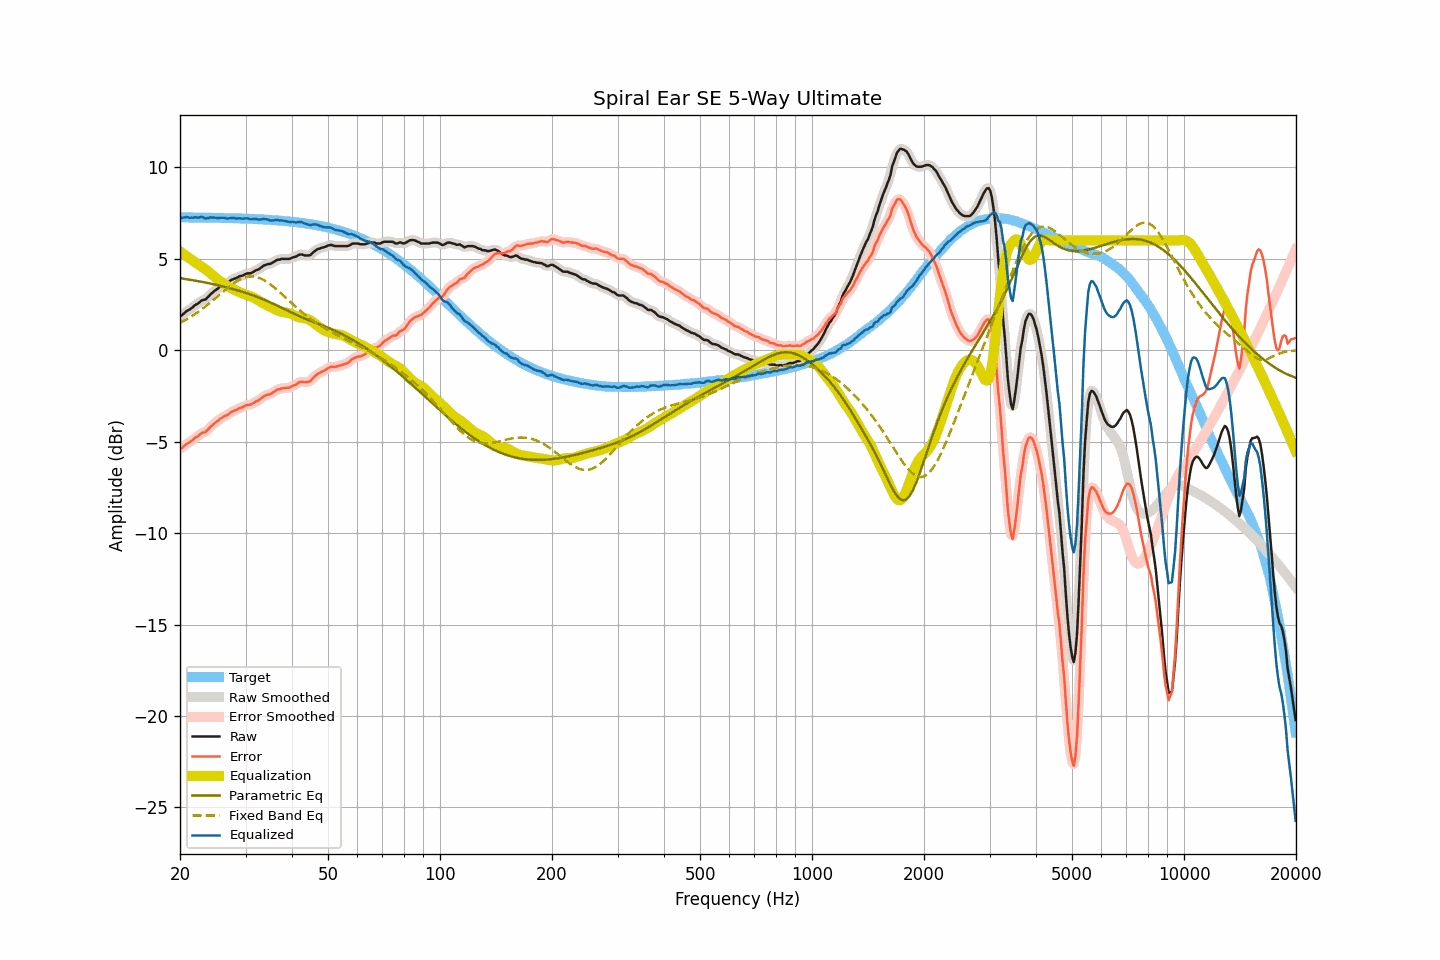 Spiral Ear SE 5-Way Ultimate
Amplitude (dBr)
10
5
0
−5
−10
−15
−20
−25
Target
Raw Smoothed
Error Smoothed
Raw
Error
Equalization
Parametric Eq
Fixed Band Eq
Equalized
20 50 100 200 500 1000 2000 5000 10000 20000
Frequency (Hz)